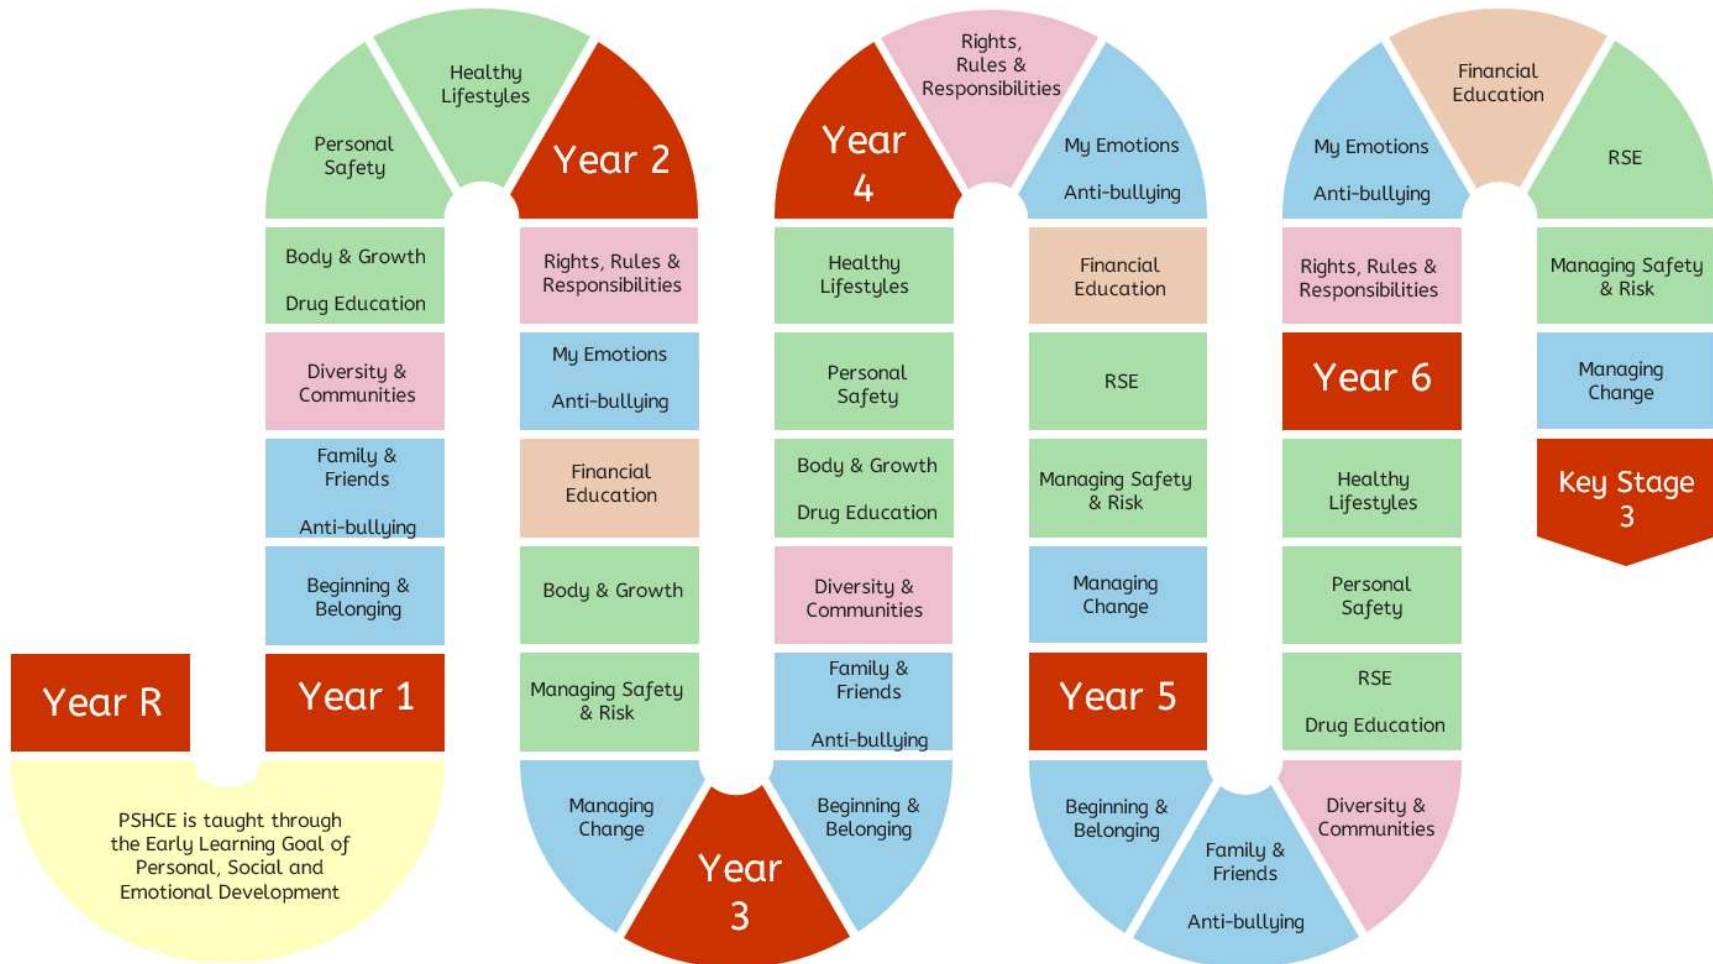 Year R
PSHCE is taught through
the Early Learning Goal of
Personal, Social and
Emotional Development
Year 1
Beginning &
Belonging
Family &
Friends
Anti-bullying
Diversity &
Communities
Body & Growth
Drug Education
Personal
Safety
Healthy
Lifestyles
Year 2
Rights, Rules &
Responsibilities
My Emotions
Anti-bullying
Financial
Education
Body & Growth
Managing Safety
& Risk
Managing
Change
Year
3
Beginning &
Belonging
Family &
Friends
Anti-bullying
Diversity &
Communities
Body & Growth
Drug Education
Personal
Safety
Healthy
Lifestyles
Year
4
Rights,
Rules &
Responsibilities
My Emotions
Anti-bullying
Financial
Education
RSE
Managing Safety
& Risk
Managing
Change
Year 5
Beginning &
Belonging
Family &
Friends
Anti-bullying
Diversity &
Communities
RSE
Drug Education
Personal
Safety
Healthy
Lifestyles
Year 6
Rights, Rules &
Responsibilities
My Emotions
Anti-bullying
Financial
Education
RSE
Managing Safety
& Risk
Managing
Change
Key Stage
3